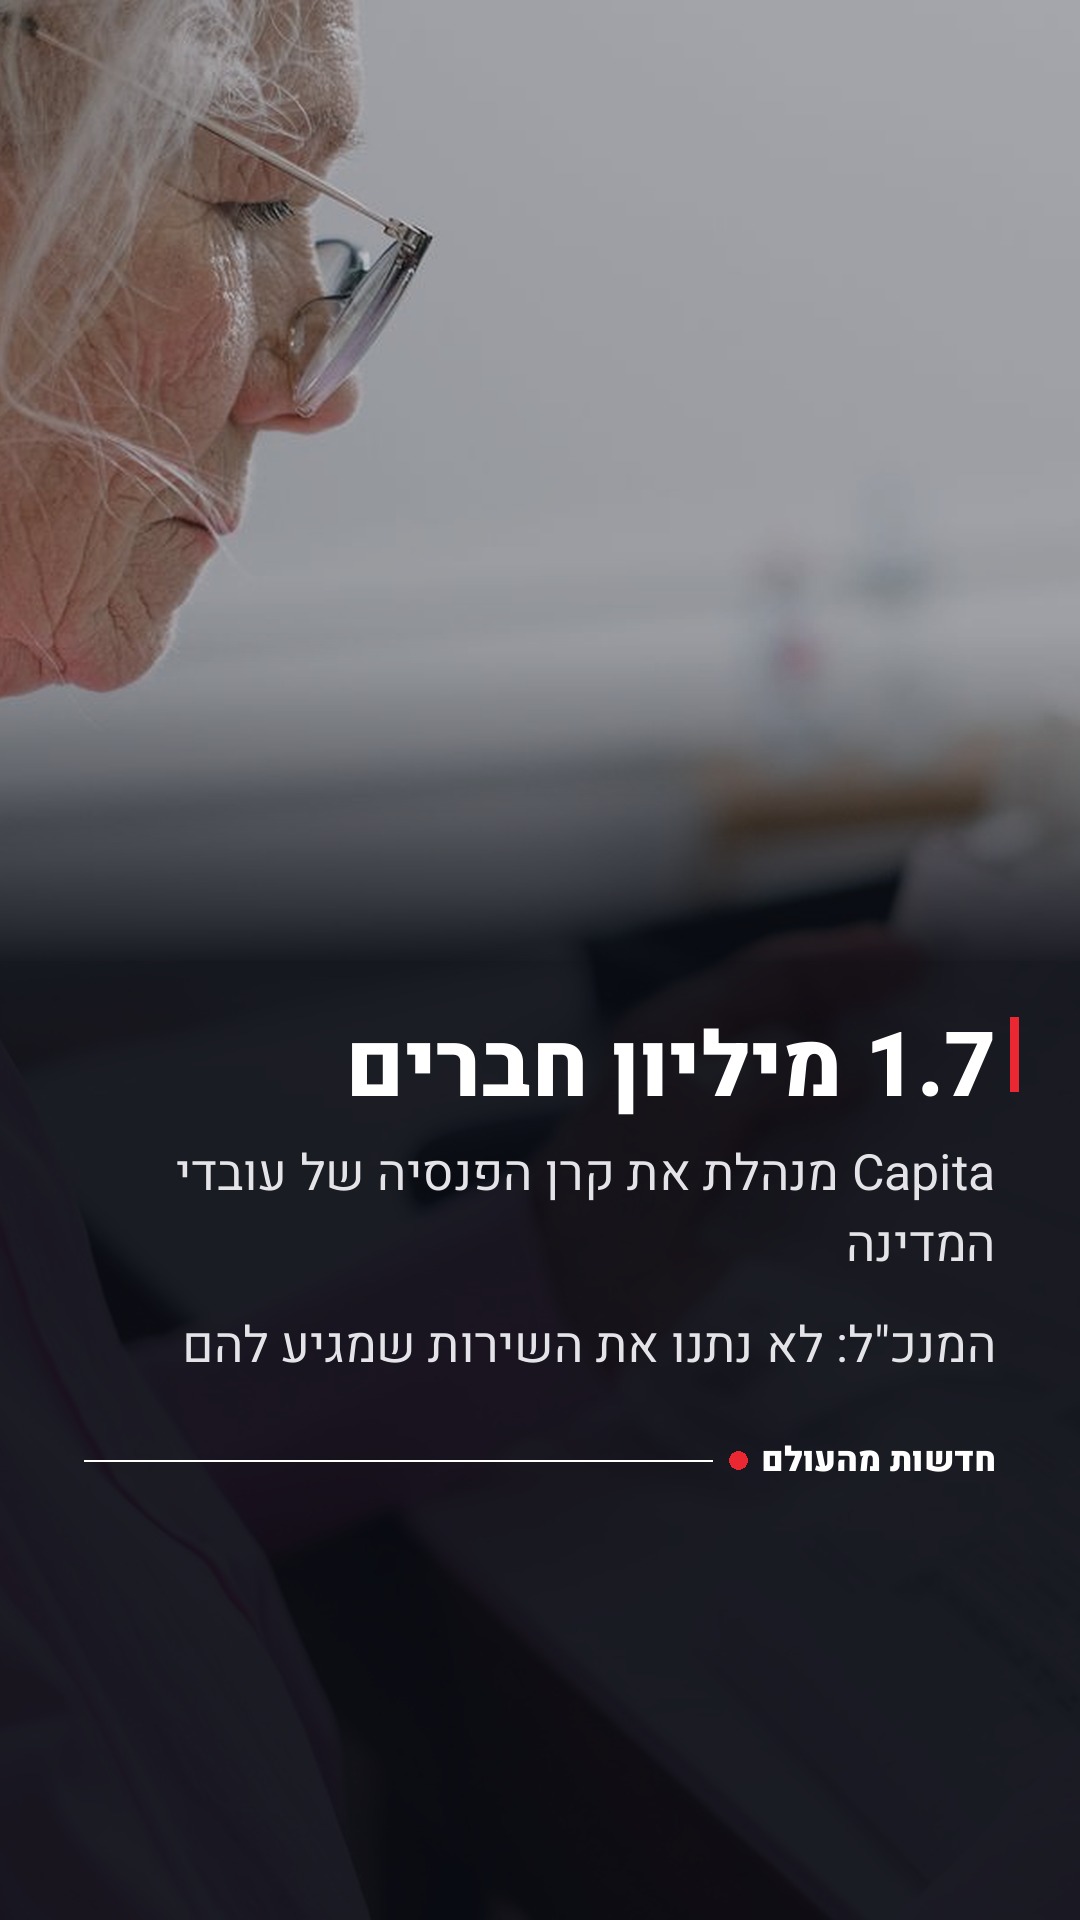 1.7 מיליון חברים
Capita מנהלת את קרן הפנסיה של עובדי
המדינה
המנכ"ל: לא נתנו את השירות שמגיע להם
חדשות מהעולם